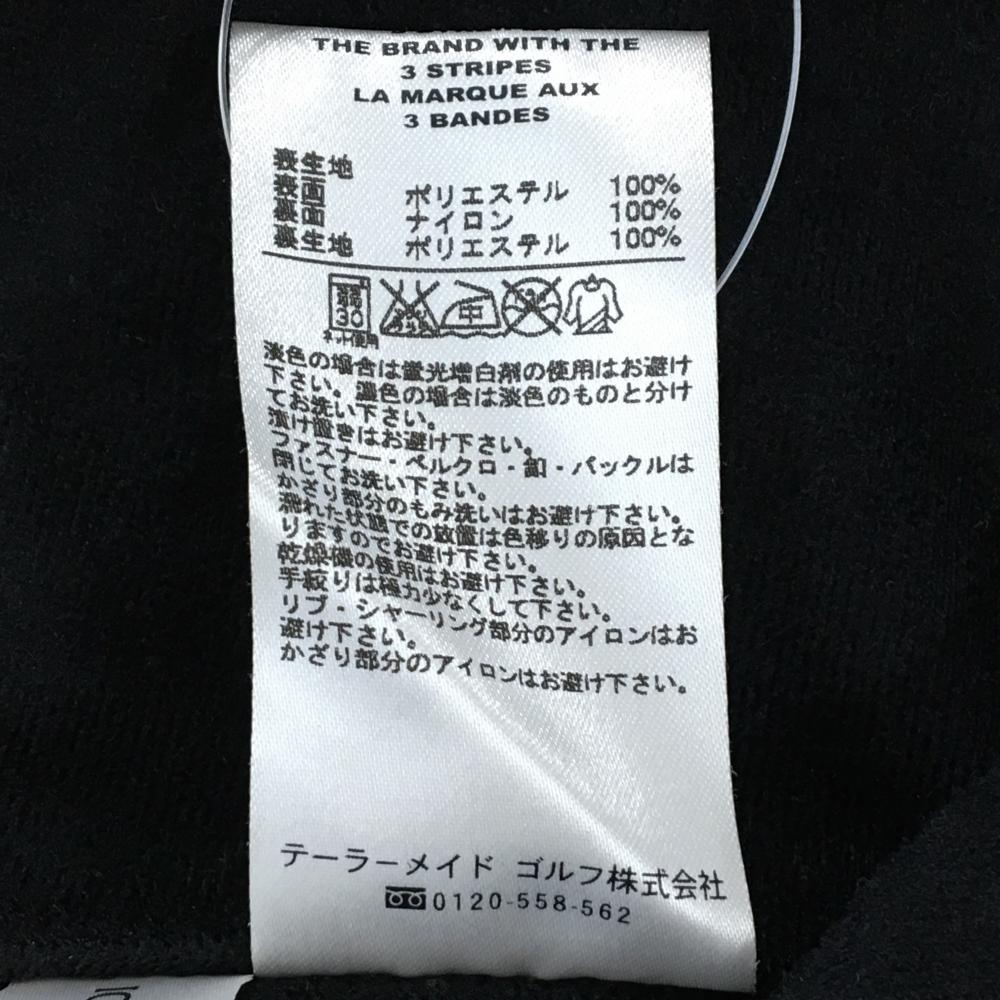 THE BRAND WITH THE
3 STRIPES
LA MARQUE AUX
3 BANDES
表生地
表面 ポリエステル 100%
裏面 ナイロン 100%
裏生地 ポリエステル 100%
弱
30
ネット使用
中
淡色の場合は蛍光増白剤の使用はお避け
下さい。濃色の場合は淡色のものと分け
てお洗い下さい。
漬け置きはお避け下さい。
ファスナー・ベルクロ・釦・バックルは
閉じてお洗い下さい。
かざり部分のもみ洗いはお避け下さい。
濡れた状態での放置は色移りの原因とな
りますのでお避け下さい。
乾燥機の使用はお避け下さい。
手絞りは極力少なくして下さい。
リブ・シャーリング部分のアイロンはお
避け下さい。
かざり部分のアイロンはお避け下さい。
テーラーメイド ゴルフ株式会社
0120-558-562